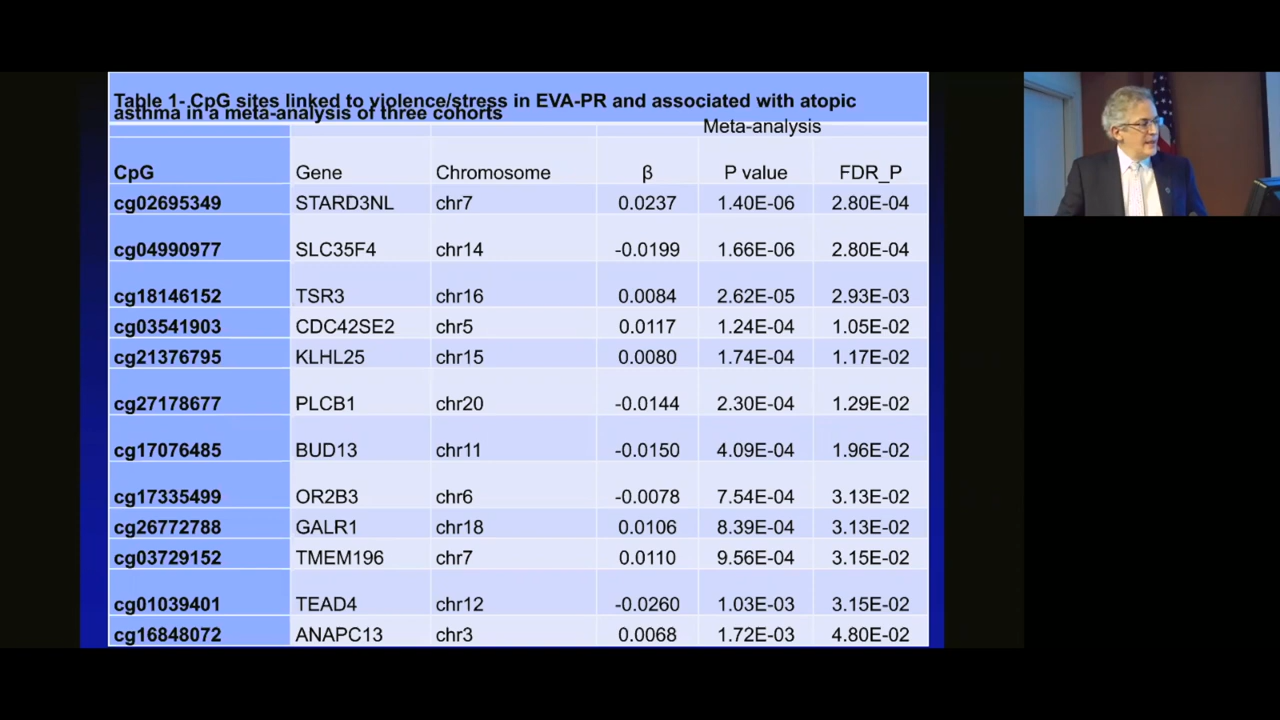 Table 1- CpG sites linked to violence/stress in EVA-PR and associated with atopic
asthma in a meta-analysis of three cohorts
Meta-analysis
CpG Gene Chromosome β P value FDR_P
cg02695349 STARD3NL chr7 0.0237 1.40E-06 2.80E-04
cg04990977 SLC35F4 chr14 -0.0199 1.66E-06 2.80E-04
cg18146152 TSR3 chr16 0.0084 2.62E-05 2.93E-03
cg03541903 CDC42SE2 chr5 0.0117 1.24E-04 1.05E-02
cg21376795 KLHL25 chr15 0.0080 1.74E-04 1.17E-02
cg27178677 PLCB1 chr20 -0.0144 2.30E-04 1.29E-02
cg17076485 BUD13 chr11 -0.0150 4.09E-04 1.96E-02
cg17335499 OR2B3 chr6 -0.0078 7.54E-04 3.13E-02
cg26772788 GALR1 chr18 0.0106 8.39E-04 3.13E-02
cg03729152 TMEM196 chr7 0.0110 9.56E-04 3.15E-02
cg01039401 TEAD4 chr12 -0.0260 1.03E-03 3.15E-02
cg16848072 ANAPC13 chr3 0.0068 1.72E-03 4.80E-02